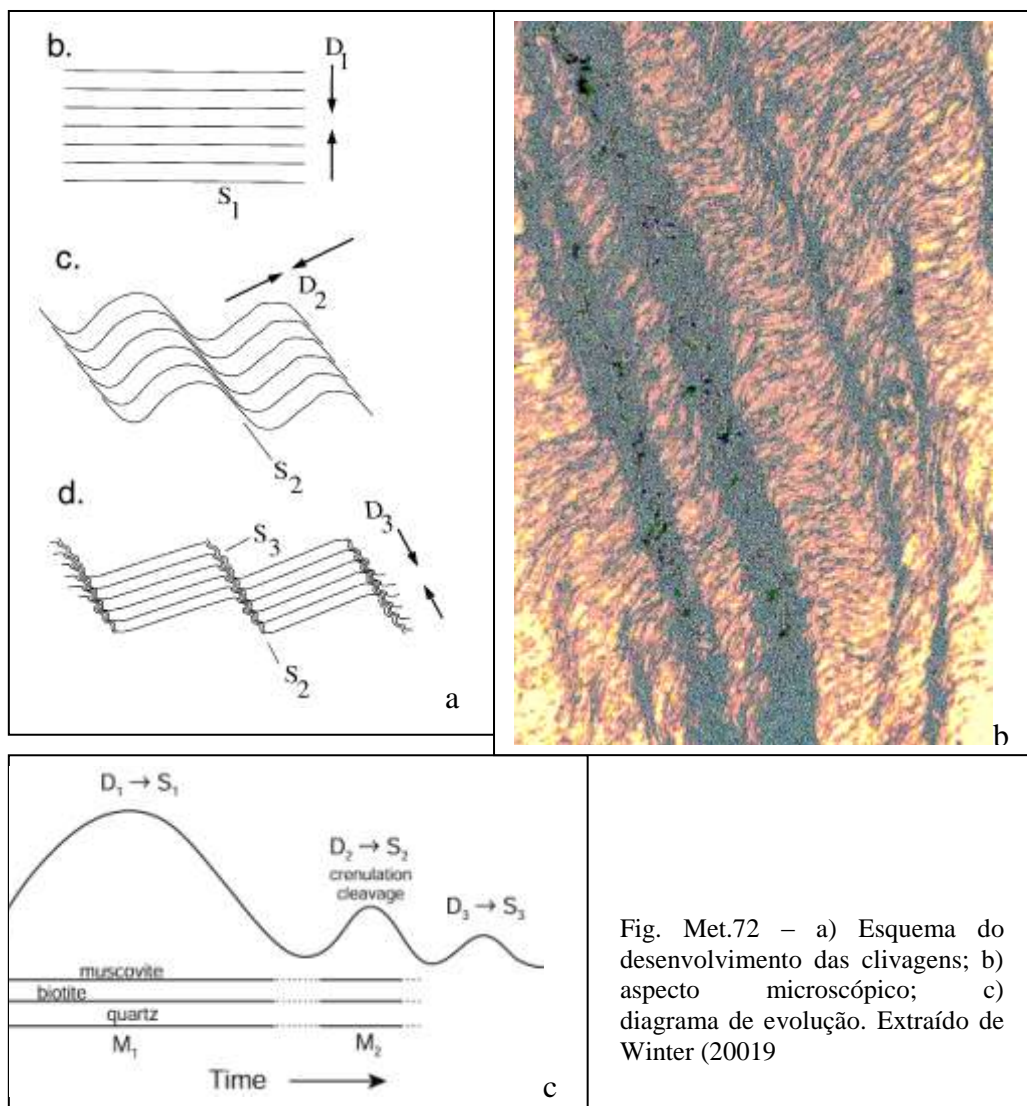 b.
D1
S1
c.
D2
S2
d.
D3
S3
S2
a
b
D1 → S1
D2 → S2
crenulation
cleavage
D3 → S3
muscovite
biotite
quartz
M1
M2
Time
c
Fig. Met.72 – a) Esquema do
desenvolvimento das clivagens; b)
aspecto microscópico; c)
diagrama de evolução. Extraído de
Winter (20019